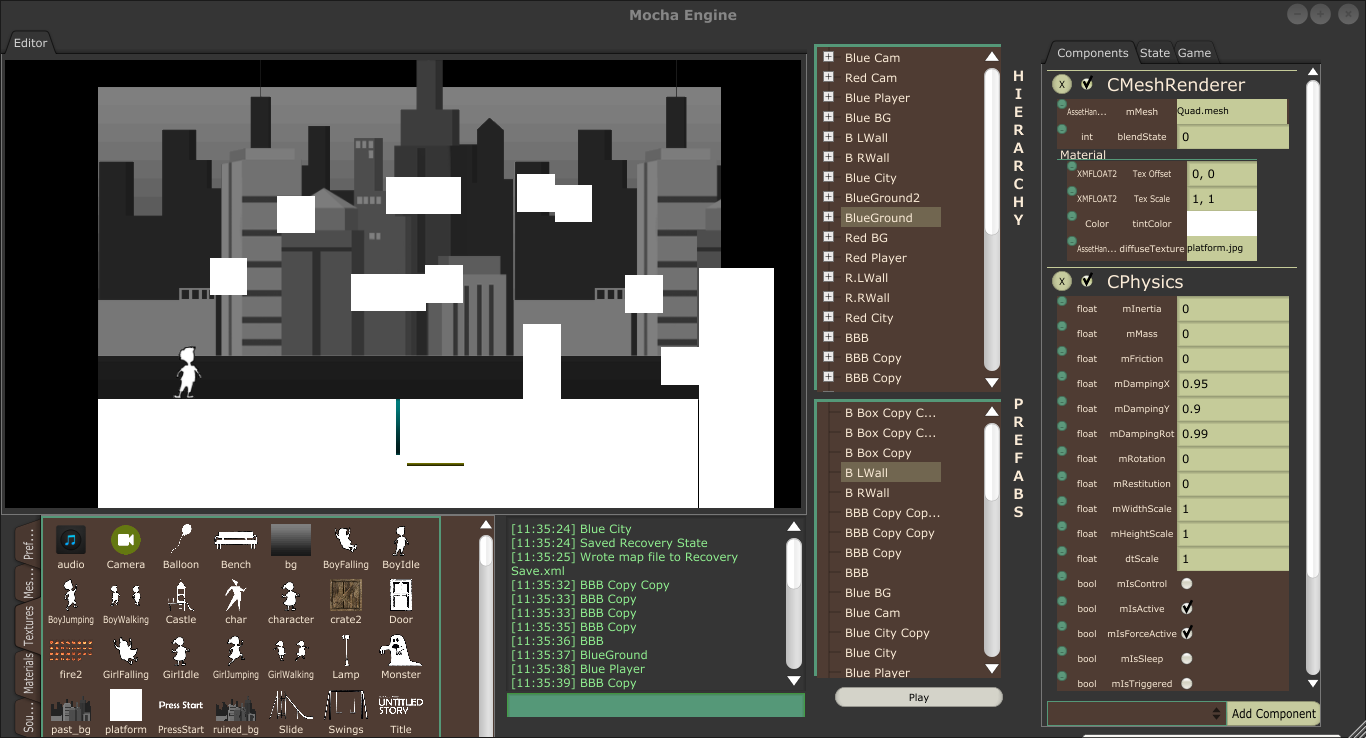 Mocha Engine
Editor
Blue Cam
Red Cam
Blue Player
Blue BG
B LWall
B RWall
Blue City
BlueGround2
BlueGround
Red BG
Red Player
R.LWall
R.RWall
Red City
BBB
BBB Copy
BBB Copy
HIERARCHY
B Box Copy C...
B Box Copy C...
B Box Copy
B LWall
B RWall
BBB Copy Cop...
BBB Copy Copy
BBB Copy
BBB
Blue BG
Blue Cam
Blue City Copy
Blue City
Blue Player
PREFABS
Play
Components State Game
X CMeshRenderer
AssetHan... mMesh Quad.mesh
int blendState 0
Material
XMFLOAT2 Tex Offset 0, 0
XMFLOAT2 Tex Scale 1, 1
Color tintColor
AssetHan... diffuseTexture platform.jpg
X CPhysics
float mInertia 0
float mMass 0
float mFriction 0
float mDampingX 0.95
float mDampingY 0.9
float mDampingRot 0.99
float mRotation 0
float mRestitution 0
float mWidthScale 1
float mHeightScale 1
float dtScale 1
bool mIsControl
bool mIsActive
bool mIsForceActive
bool mIsSleep
bool mIsTriggered
Add Component
Pref...
Mes...
Textures
Materials
Sou...
audio Camera Balloon Bench bg BoyFalling BoyIdle
BoyJumping BoyWalking Castle char character crate2 Door
fire2 GirlFalling GirlIdle GirlJumping GirlWalking Lamp Monster
Press Start
UNTITLED
STORY
past_bg platform PressStart ruined_bg Slide Swings Title
[11:35:24] Blue City
[11:35:24] Saved Recovery State
[11:35:25] Wrote map file to Recovery
Save.xml
[11:35:32] BBB Copy Copy
[11:35:33] BBB Copy
[11:35:33] BBB Copy
[11:35:35] BBB Copy
[11:35:36] BBB
[11:35:37] BlueGround
[11:35:38] Blue Player
[11:35:39] BBB Copy